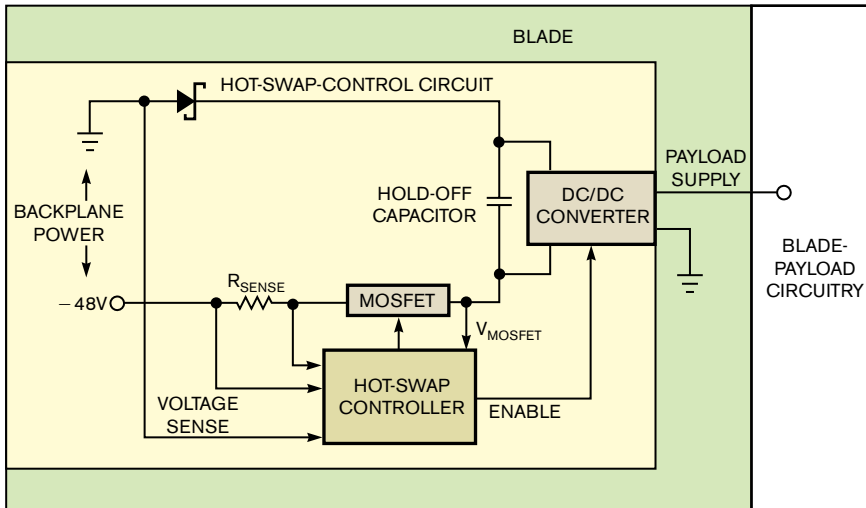 BLADE
HOT-SWAP-CONTROL CIRCUIT
PAYLOAD
SUPPLY
HOLD-OFF
CAPACITOR
DC/DC
CONVERTER
BACKPLANE
POWER
BLADE-
PAYLOAD
CIRCUITRY
−48V
RSENSE
MOSFET
VMOSFET
HOT-SWAP
CONTROLLER
VOLTAGE
SENSE
ENABLE